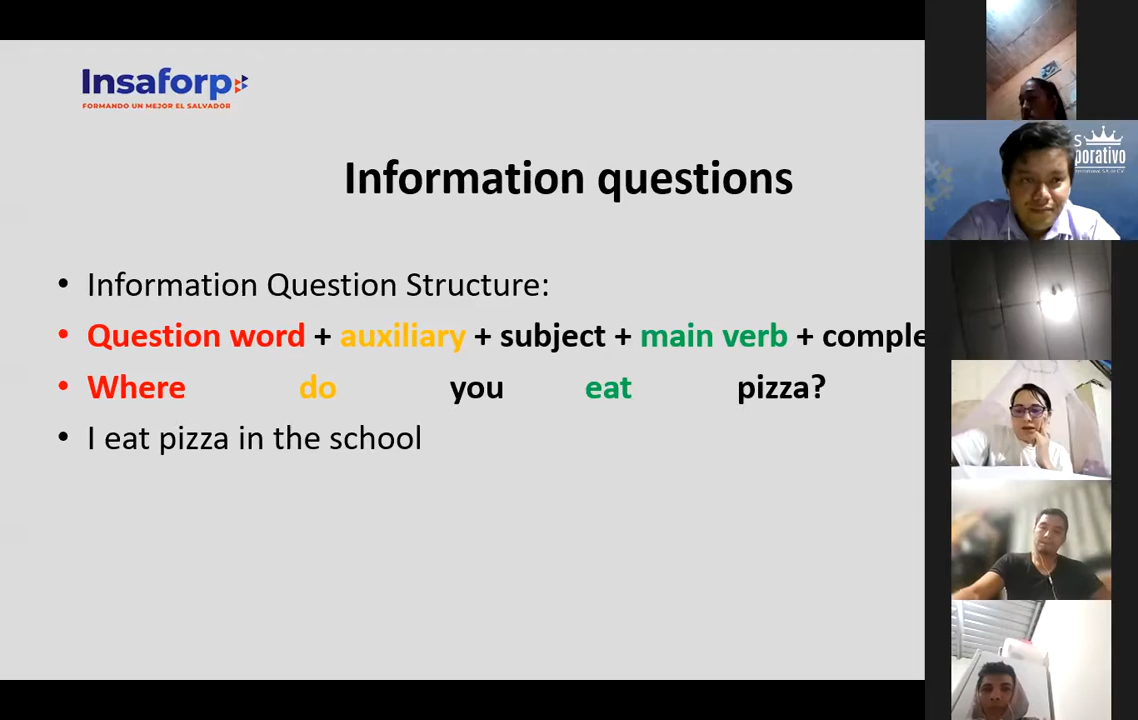 Insaforp
FORMANDO UN MEJOR EL SALVADOR
Information questions
• Information Question Structure:
• Question word + auxiliary + subject + main verb + comple
• Where do you eat pizza?
• I eat pizza in the school
S
porativo